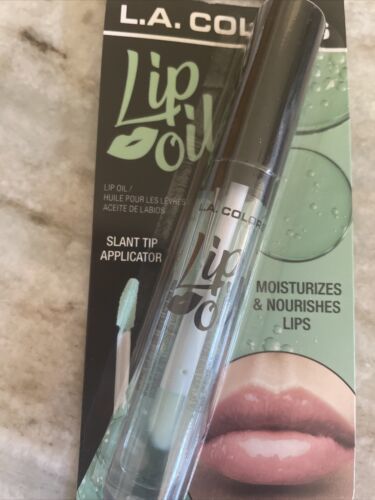 L.A. COLORS
Lip
oil
LIP OIL /
HUILE POUR LES LÈVRES
ACEITE DE LABIOS
SLANT TIP
APPLICATOR
L.A. COLORS
Lip
oil
MOISTURIZES
& NOURISHES
LIPS